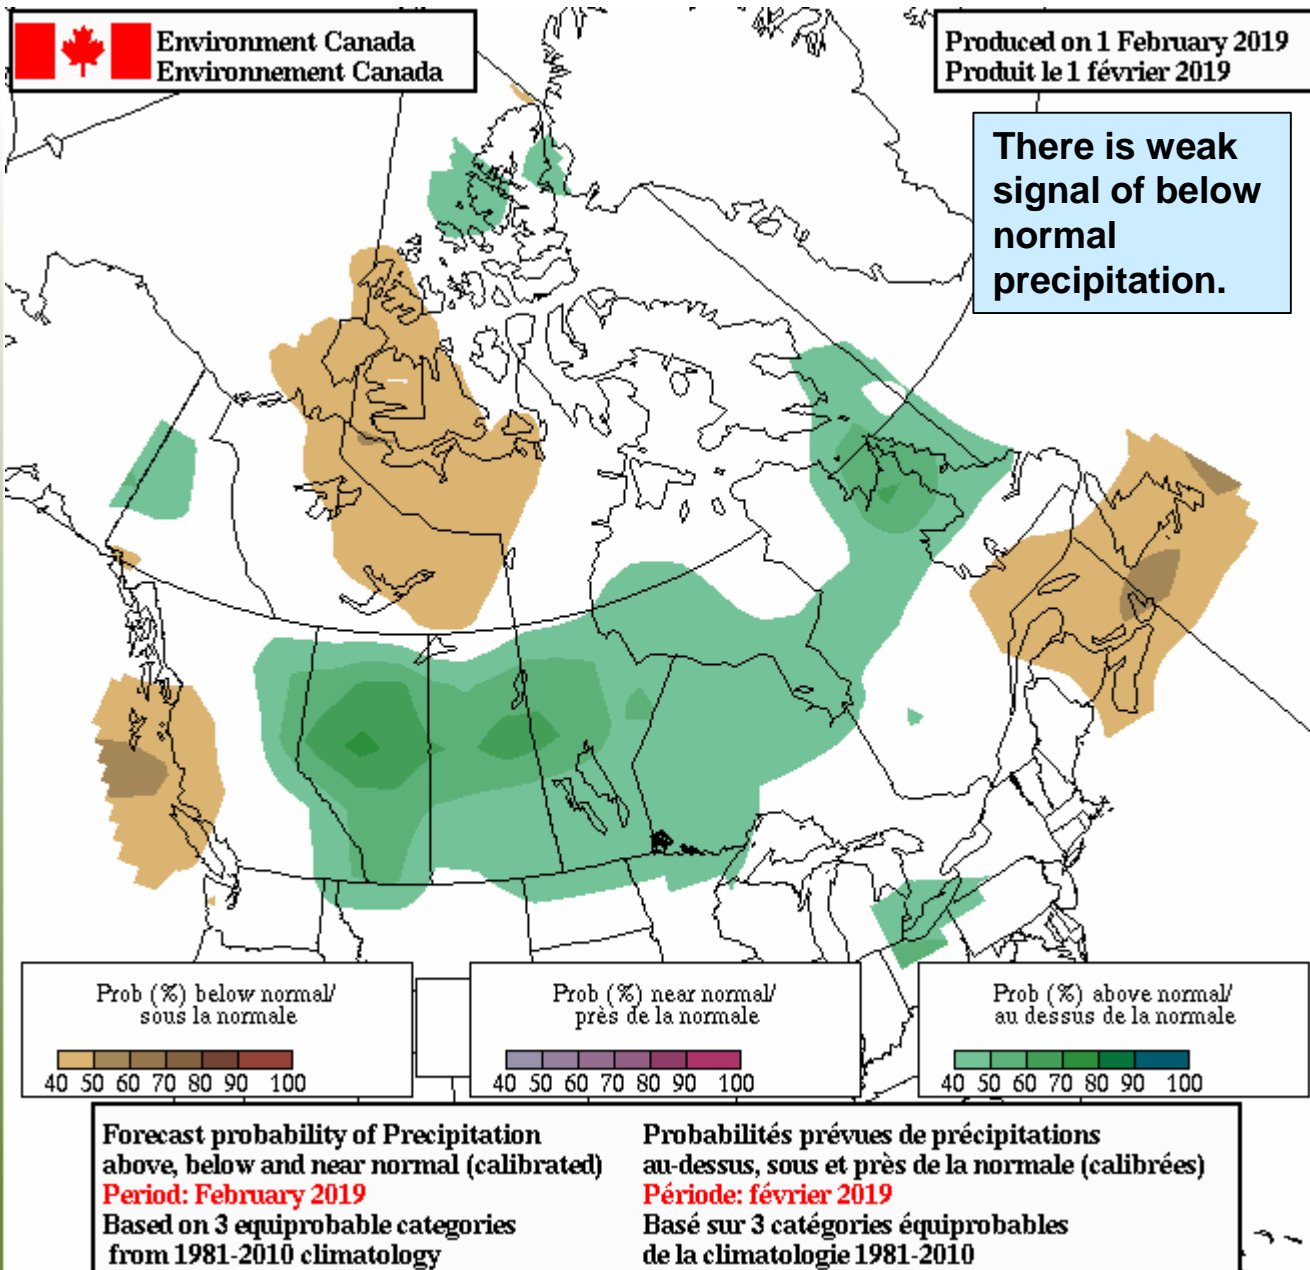 Environment Canada
Environnement Canada
Produced on 1 February 2019
Produit le 1 février 2019
There is weak
signal of below
normal
precipitation.
Prob (%) below normal/
sous la normale
40 50 60 70 80 90 100
Prob (%) near normal/
près de la normale
40 50 60 70 80 90 100
Prob (%) above normal/
au dessus de la normale
40 50 60 70 80 90 100
Forecast probability of Precipitation
above, below and near normal (calibrated)
Period: February 2019
Based on 3 equiprobable categories
from 1981-2010 climatology
Probabilités prévues de précipitations
au-dessus, sous et près de la normale (calibrées)
Période: février 2019
Basé sur 3 catégories équiprobables
de la climatologie 1981-2010